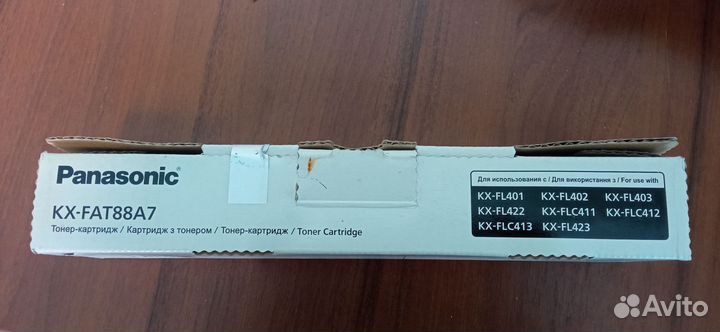 Panasonic
KX-FAT88A7
Тонер-картридж / Картридж з тонером / Тонер-картридж / Toner Cartridge
Для использования с / Для використання з / For use with
KX-FL401 KX-FL402 KX-FL403
KX-FL422 KX-FLC411 KX-FLC412
KX-FLC413 KX-FL423
Avito